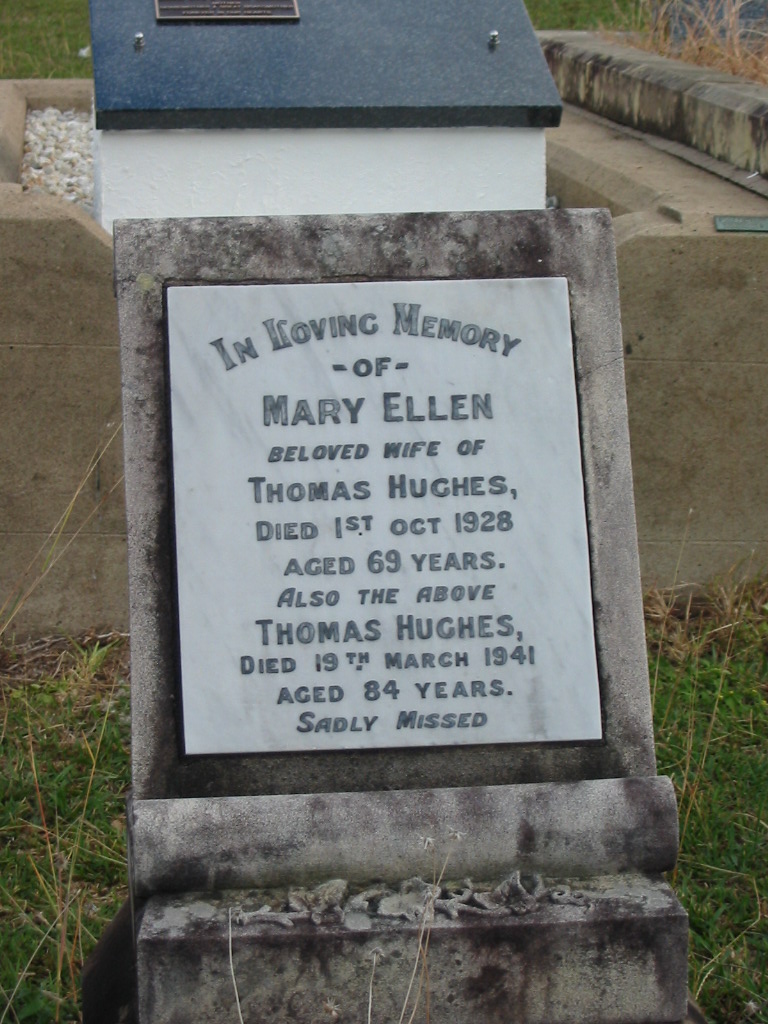 IN LOVING MEMORY
-OF-
MARY ELLEN
BELOVED WIFE OF
THOMAS HUGHES,
DIED 1ST OCT 1928
AGED 69 YEARS.
ALSO THE ABOVE
THOMAS HUGHES,
DIED 19TH MARCH 1941
AGED 84 YEARS.
SADLY MISSED